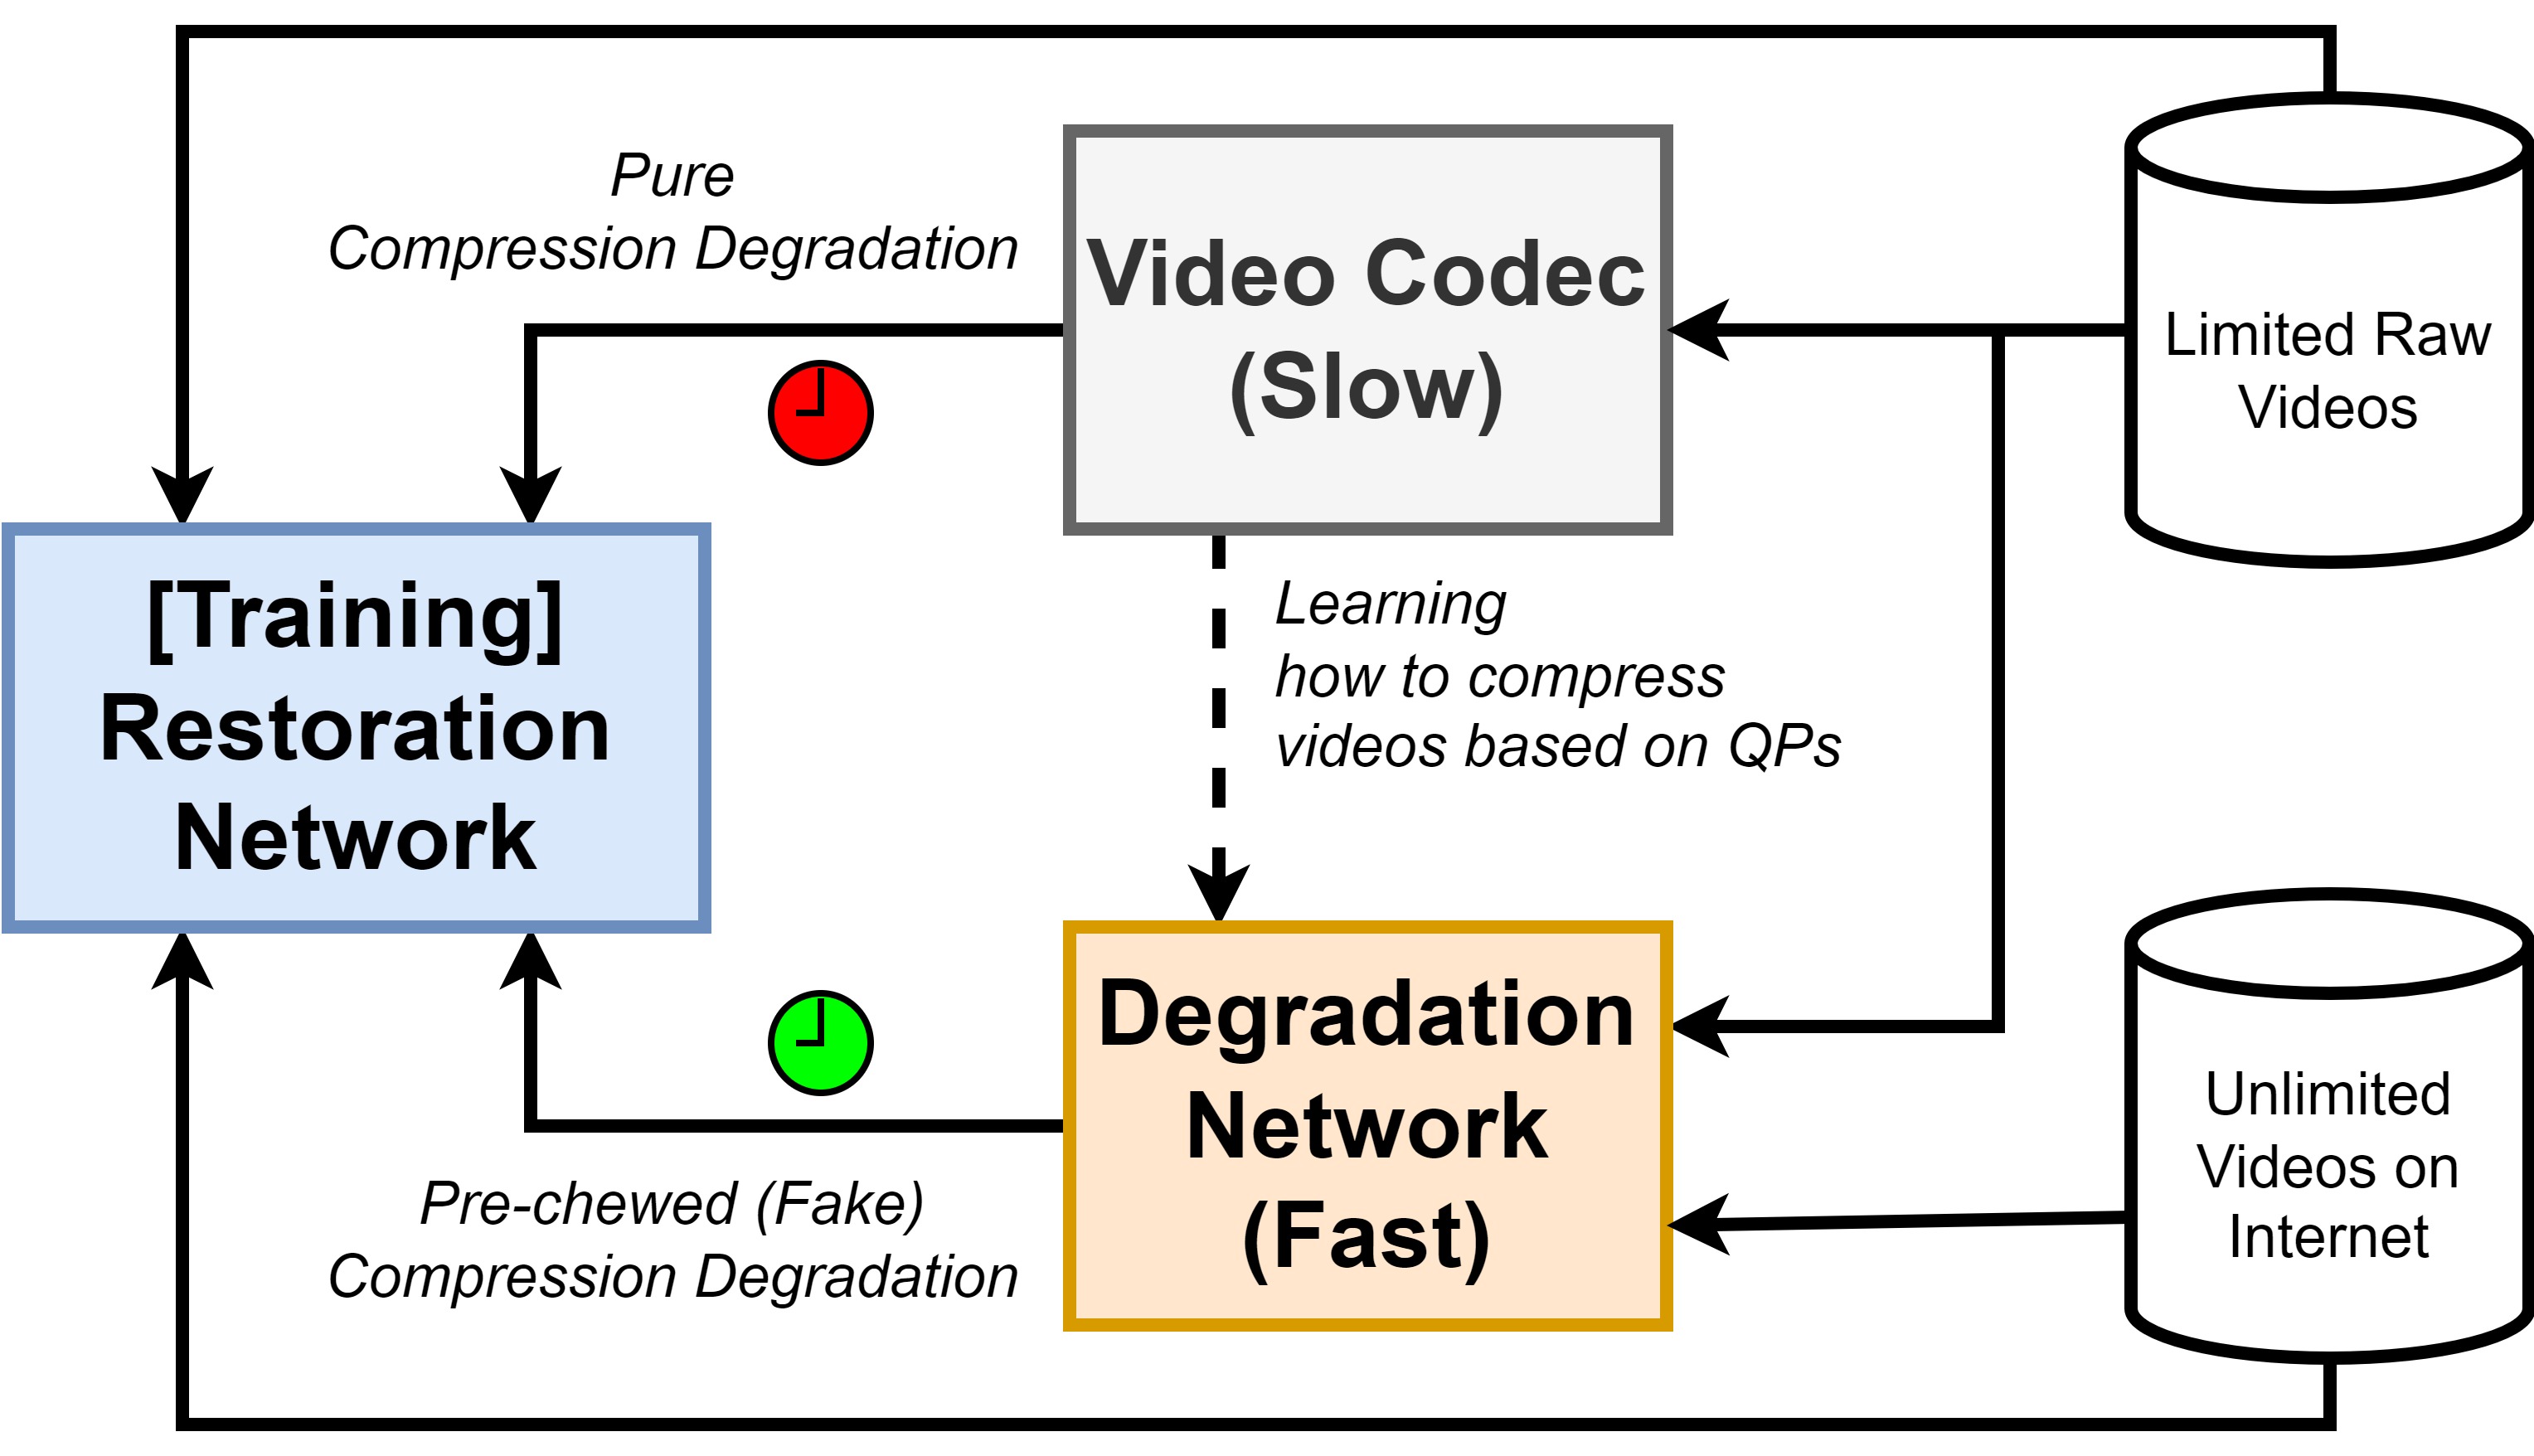 Pure
Compression Degradation
Video Codec
(Slow)
Limited Raw
Videos
[Training]
Restoration
Network
Learning
how to compress
videos based on QPs
Degradation
Network
(Fast)
Unlimited
Videos on
Internet
Pre-chewed (Fake)
Compression Degradation